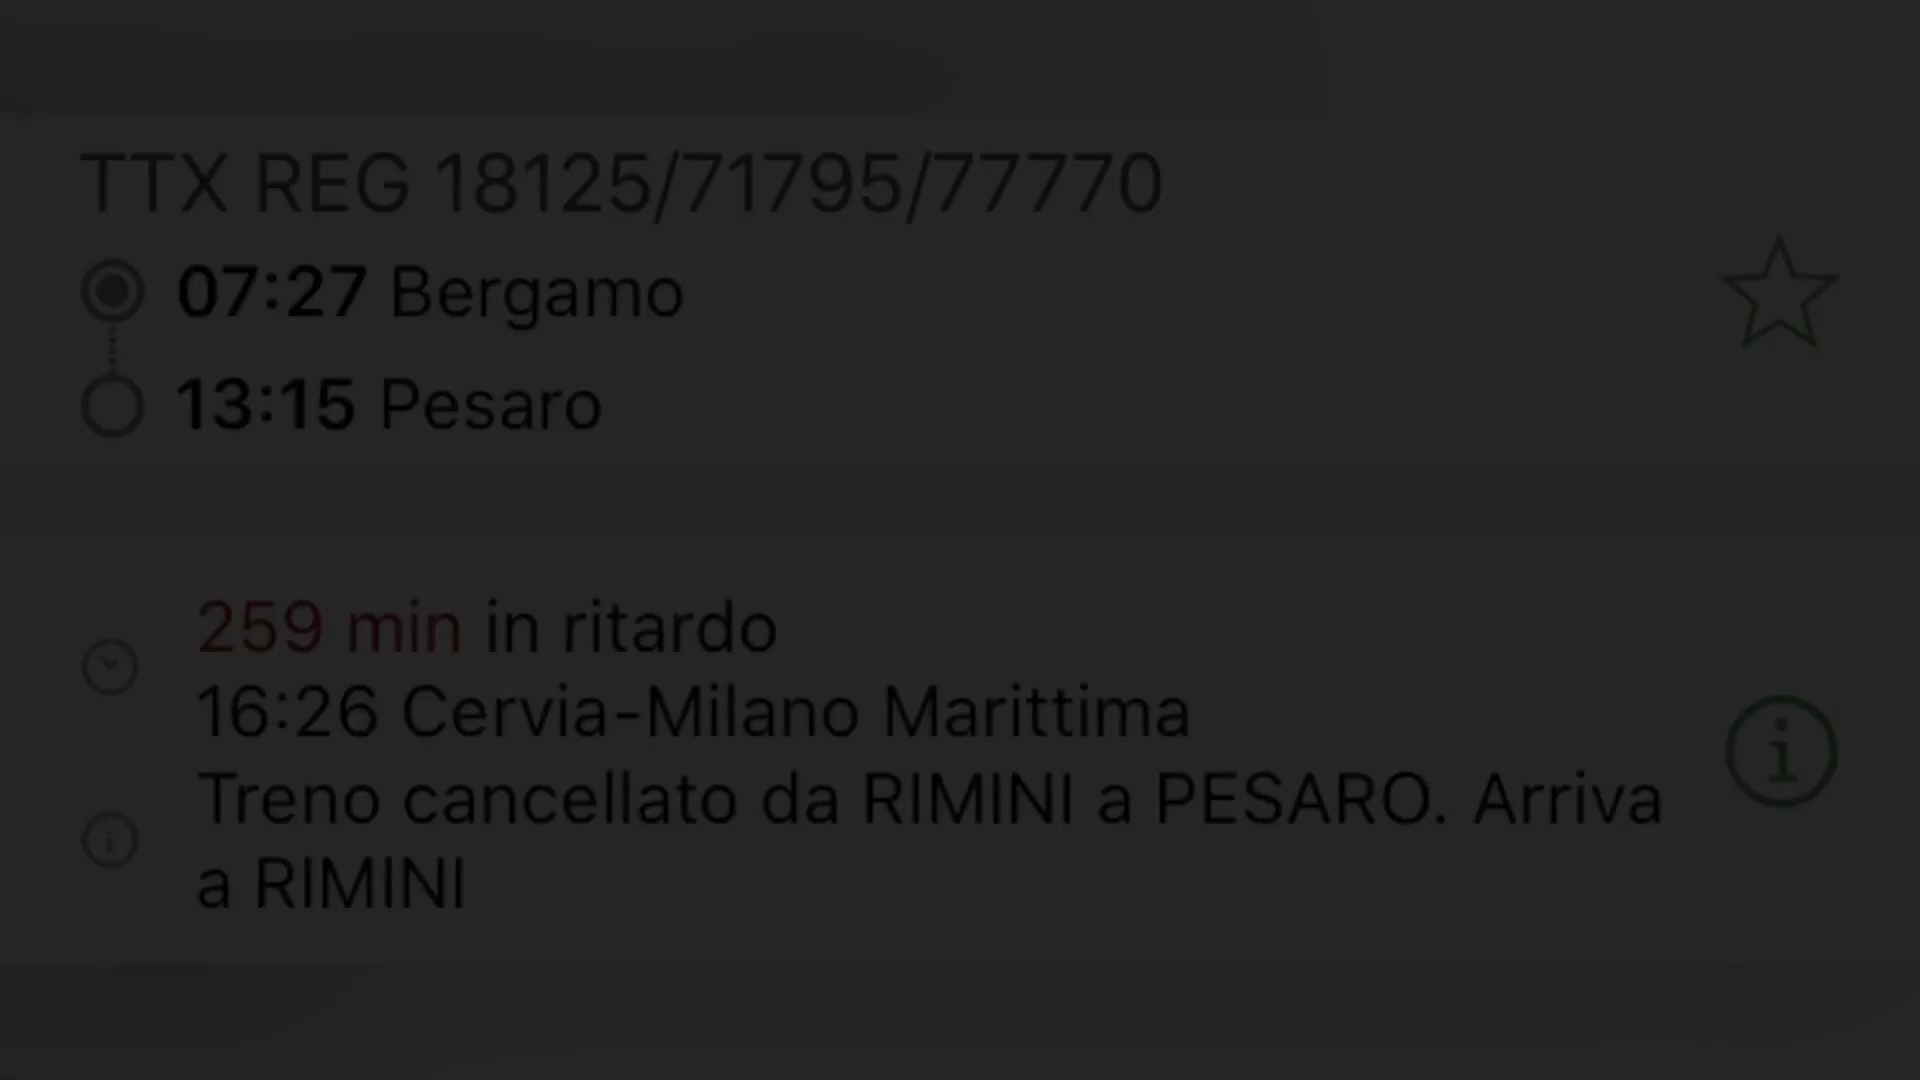 TTX REG 18125/71795/77770
07:27 Bergamo
13:15 Pesaro
259 min in ritardo
16:26 Cervia-Milano Marittima
Treno cancellato da RIMINI a PESARO. Arriva
a RIMINI